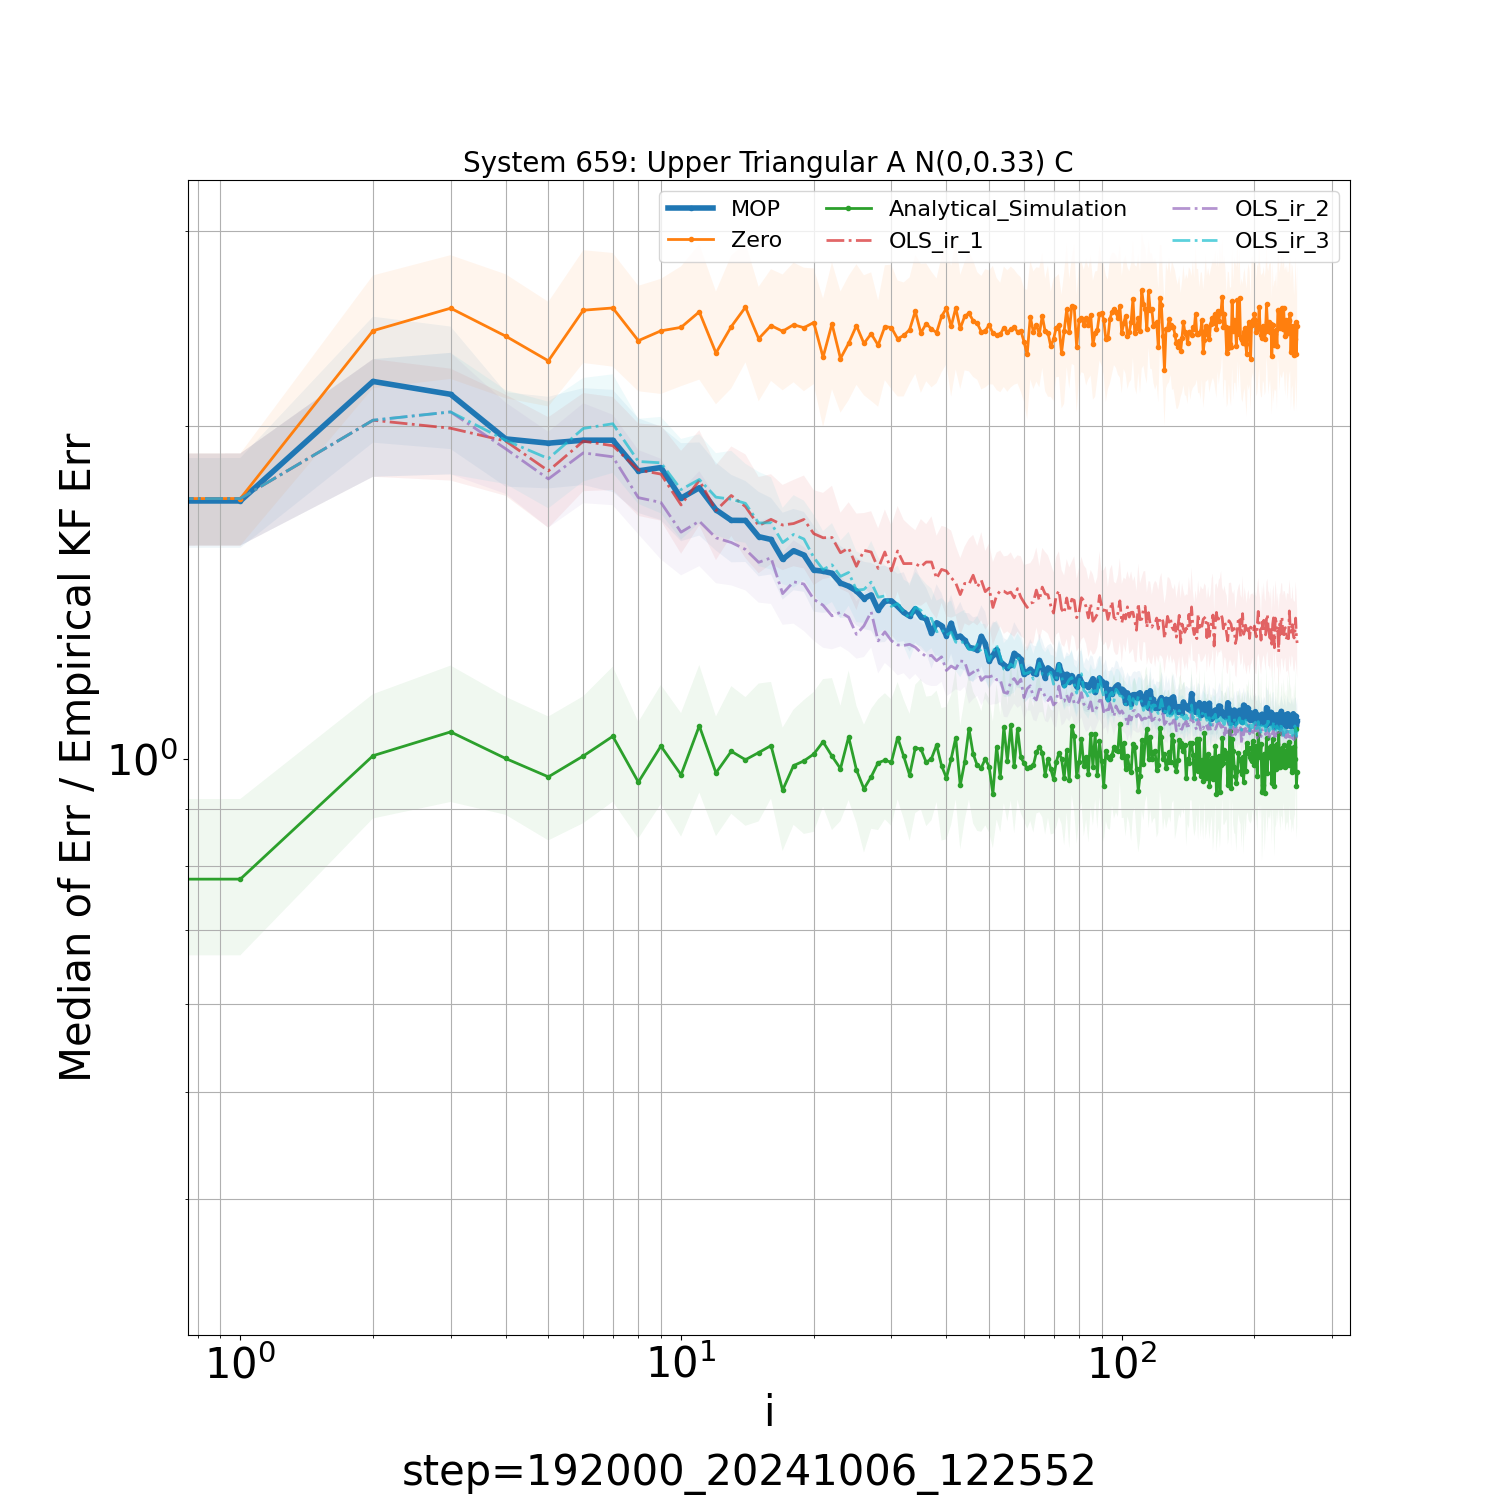 System 659: Upper Triangular A N(0,0.33) C
MOP
Zero
Analytical_Simulation
OLS_ir_1
OLS_ir_2
OLS_ir_3
Median of Err / Empirical KF Err
10⁰
10⁰ 10¹ 10²
i
step=192000_20241006_122552